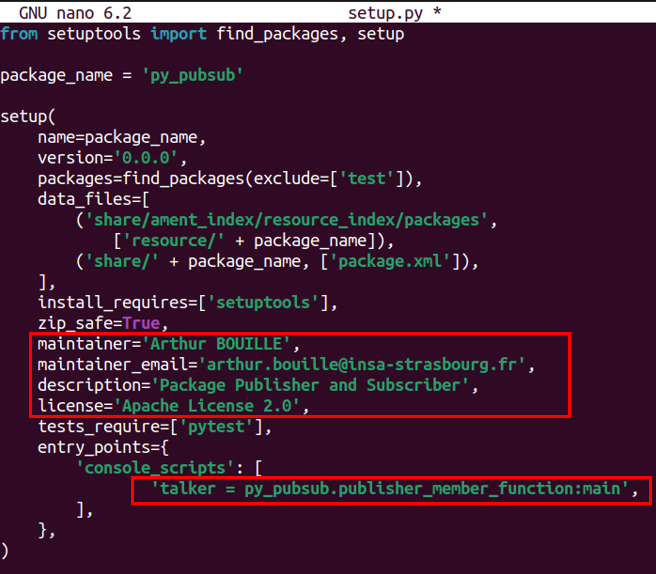 GNU nano 6.2 setup.py *
from setuptools import find_packages, setup
package_name = 'py_pubsub'
setup(
    name=package_name,
    version='0.0.0',
    packages=find_packages(exclude=['test']),
    data_files=[
        ('share/ament_index/resource_index/packages',
            ['resource/' + package_name]),
        ('share/' + package_name, ['package.xml']),
    ],
    install_requires=['setuptools'],
    zip_safe=True,
    maintainer='Arthur BOUILLE',
    maintainer_email='arthur.bouille@insa-strasbourg.fr',
    description='Package Publisher and Subscriber',
    license='Apache License 2.0',
    tests_require=['pytest'],
    entry_points={
        'console_scripts': [
                'talker = py_pubsub.publisher_member_function:main',
        ],
    },
)